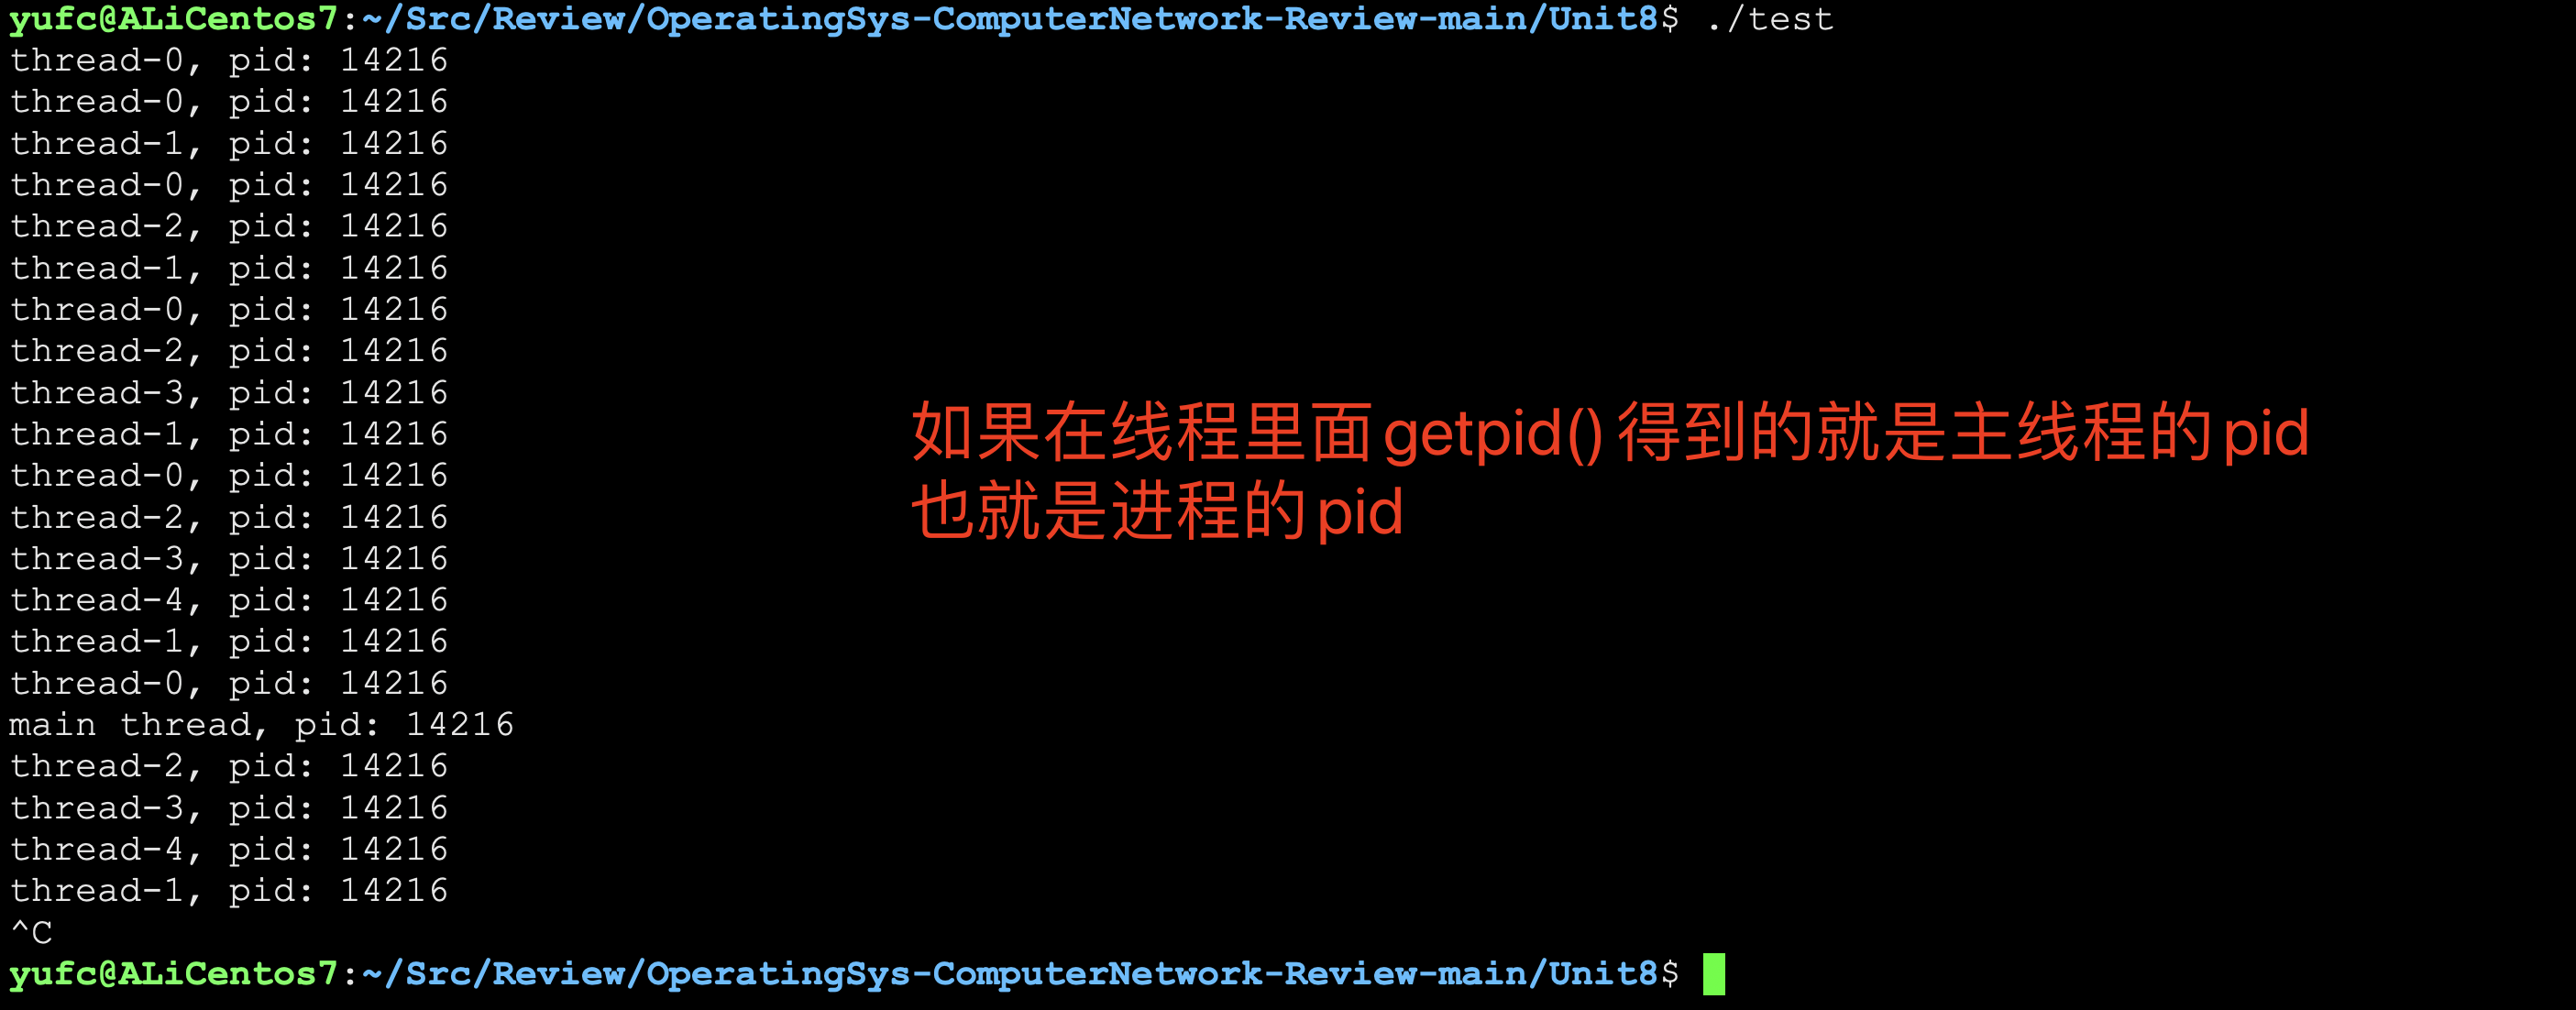 yufc@ALiCentos7:~/Src/Review/OperatingSys-ComputerNetwork-Review-main/Unit8$ ./test
thread-0, pid: 14216
thread-0, pid: 14216
thread-1, pid: 14216
thread-0, pid: 14216
thread-2, pid: 14216
thread-1, pid: 14216
thread-0, pid: 14216
thread-2, pid: 14216
thread-3, pid: 14216
thread-1, pid: 14216
thread-0, pid: 14216
thread-2, pid: 14216
thread-3, pid: 14216
thread-4, pid: 14216
thread-1, pid: 14216
thread-0, pid: 14216
main thread, pid: 14216
thread-2, pid: 14216
thread-3, pid: 14216
thread-4, pid: 14216
thread-1, pid: 14216
^C
yufc@ALiCentos7:~/Src/Review/OperatingSys-ComputerNetwork-Review-main/Unit8$
如果在线程里面getpid()得到的就是主线程的pid
也就是进程的pid